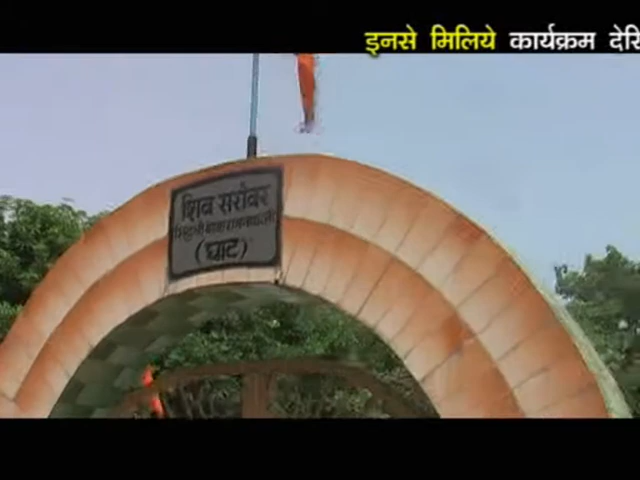 इनसे मिलिये कार्यक्रम देखि
शिव सरोवर
(घाट)